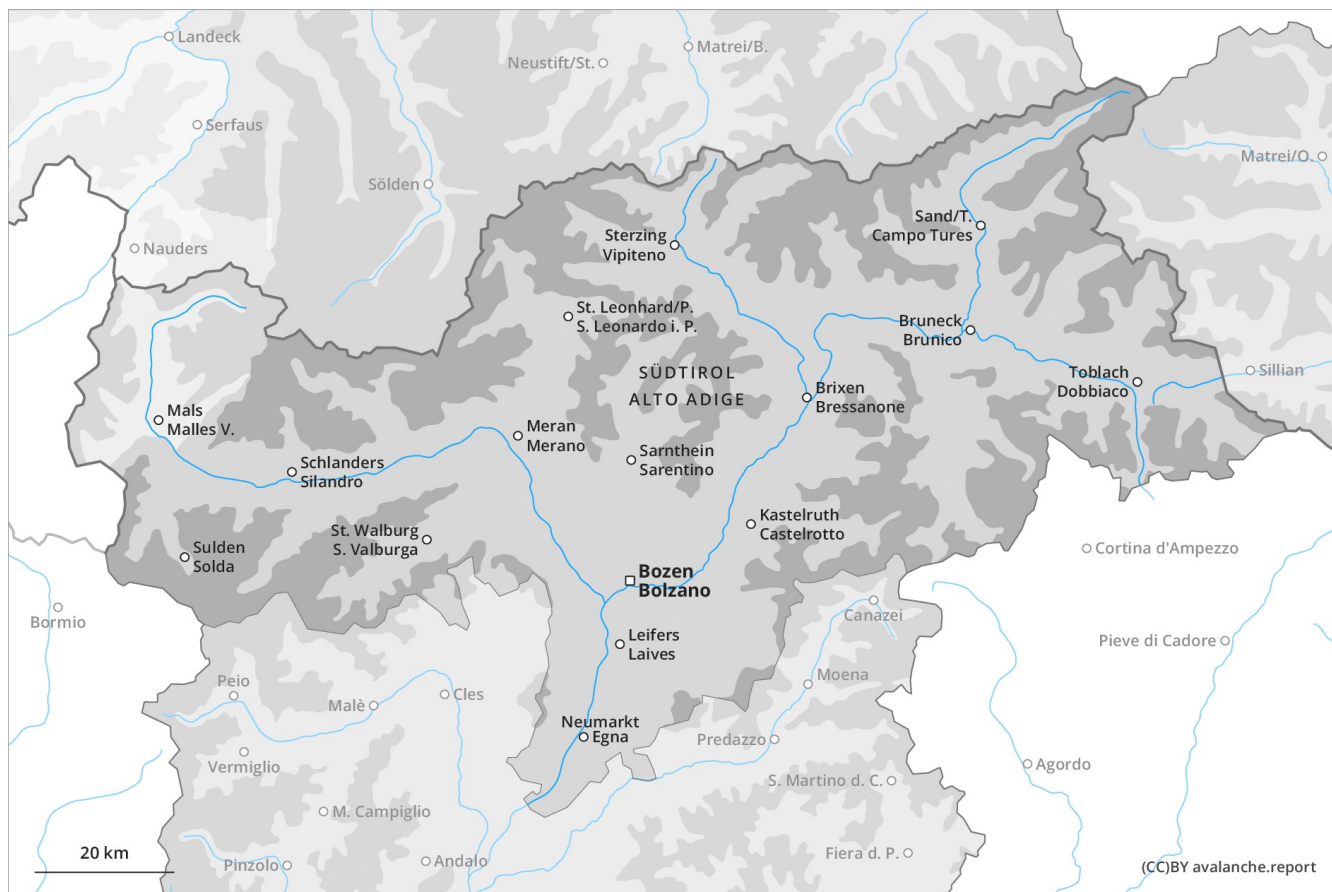 Landeck
Matrei/B.
Neustift/St.
Serfaus
Matrei/O.
Sölden
Sand/T.
Campo Tures
Sterzing
Vipiteno
Nauders
St. Leonhard/P.
S. Leonardo i. P.
Bruneck
Brunico
SÜDTIROL
ALTO ADIGE
Toblach
Dobbiaco
Sillian
Brixen
Bressanone
Mals
Malles V.
Meran
Merano
Sarnthein
Sarentino
Schlanders
Silandro
Kastelruth
Castelrotto
St. Walburg
S. Valburga
Sulden
Solda
Cortina d'Ampezzo
Bozen
Bolzano
Bormio
Canazei
Leifers
Laives
Pieve di Cadore
Moena
Peio
Cles
Malè
Neumarkt
Egna
Predazzo
Vermiglio
Agordo
S. Martino d. C.
M. Campiglio
20 km
Andalo
Fiera d. P.
Pinzolo
(CC)BY avalanche.report